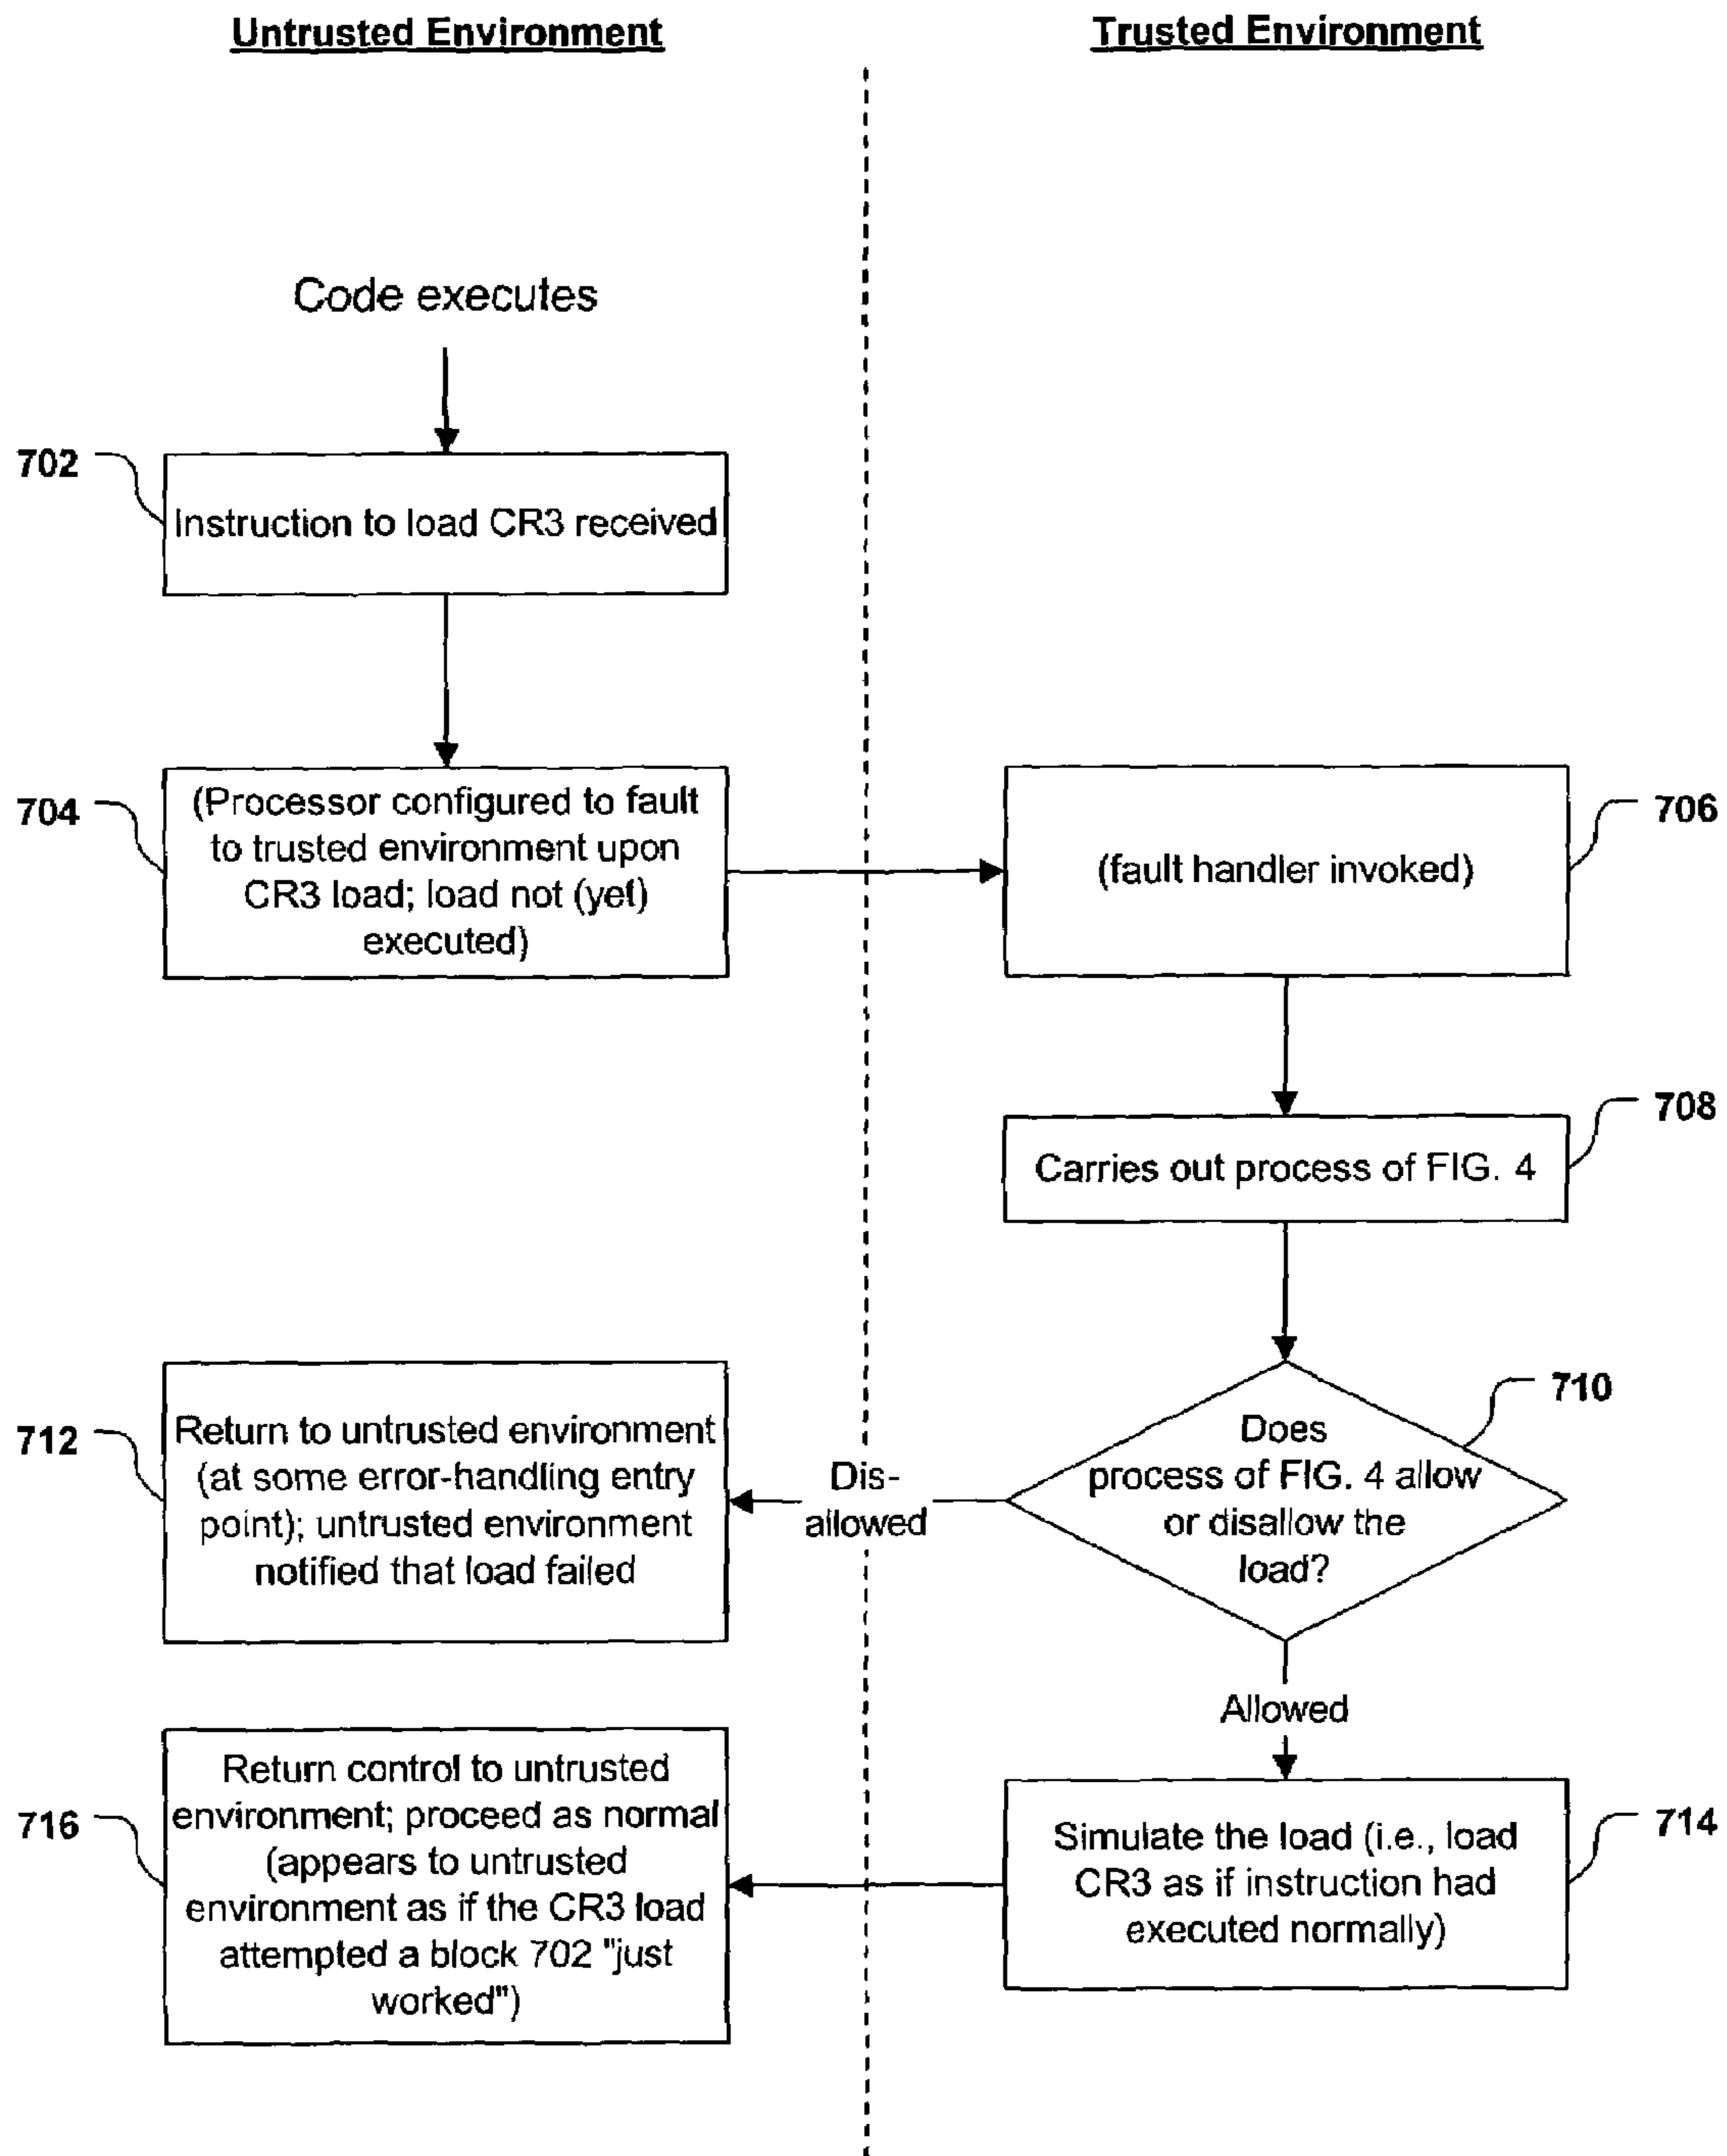 Untrusted Environment
Trusted Environment
Code executes
702
Instruction to load CR3 received
704
(Processor configured to fault
to trusted environment upon
CR3 load; load not (yet)
executed)
706
(fault handler invoked)
708
Carries out process of FIG. 4
710
Does
process of FIG. 4 allow
or disallow the
load?
Dis-
allowed
712
Return to untrusted environment
(at some error-handling entry
point); untrusted environment
notified that load failed
Allowed
714
Simulate the load (i.e., load
CR3 as if instruction had
executed normally)
716
Return control to untrusted
environment; proceed as normal
(appears to untrusted
environment as if the CR3 load
attempted a block 702 "just
worked")